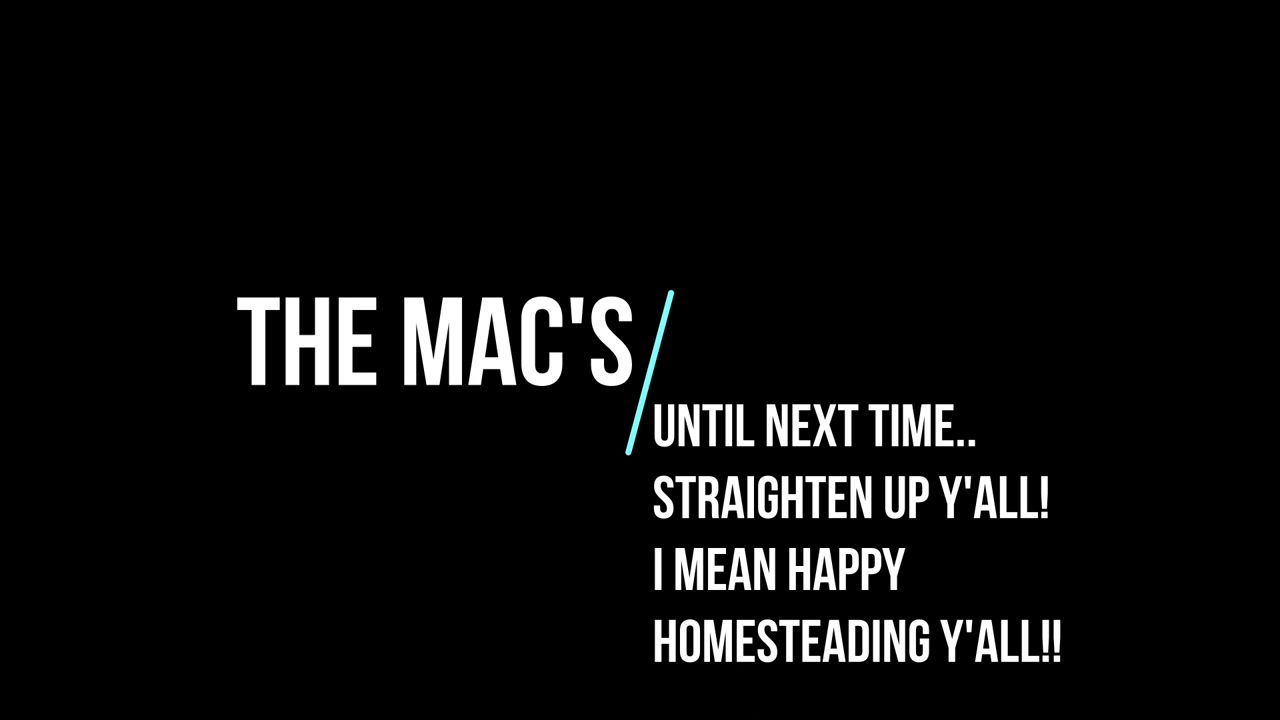 THE MAC'S
UNTIL NEXT TIME..
STRAIGHTEN UP Y'ALL!
I MEAN HAPPY
HOMESTEADING Y'ALL!!